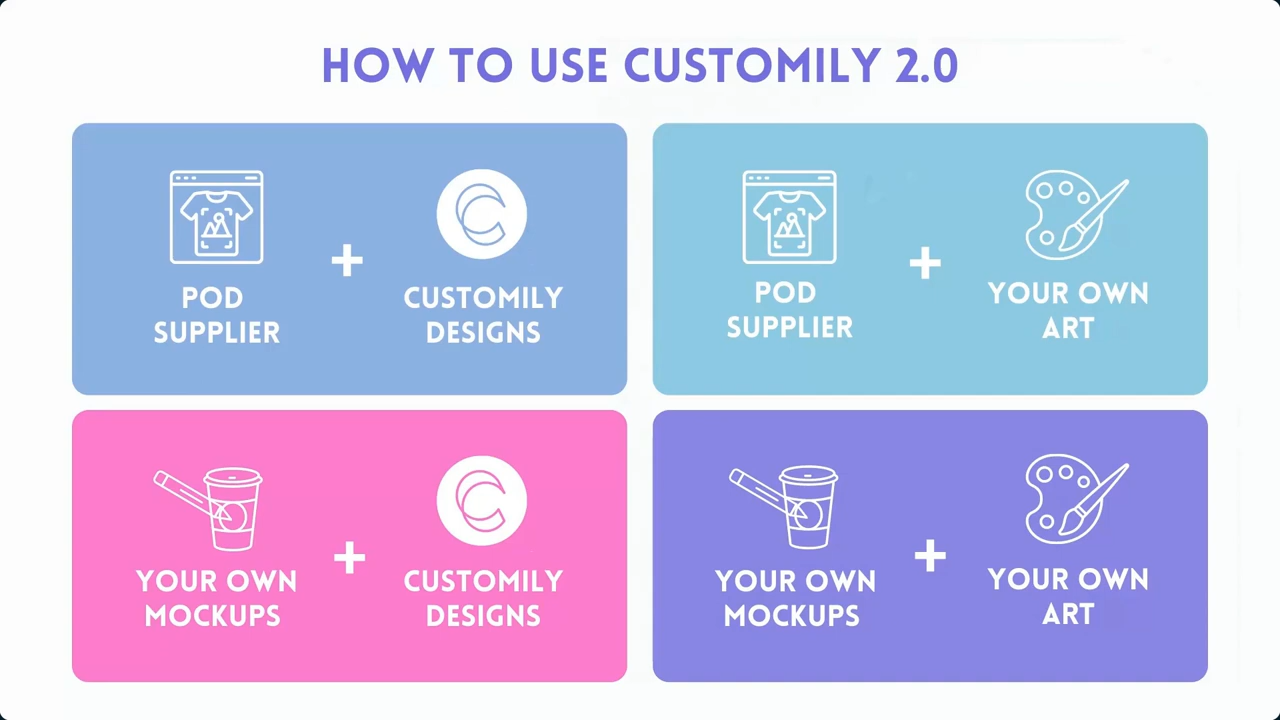 HOW TO USE CUSTOMILY 2.0
POD
SUPPLIER
+
CUSTOMILY
DESIGNS
POD
SUPPLIER
+
YOUR OWN
ART
YOUR OWN
MOCKUPS
+
CUSTOMILY
DESIGNS
YOUR OWN
MOCKUPS
+
YOUR OWN
ART